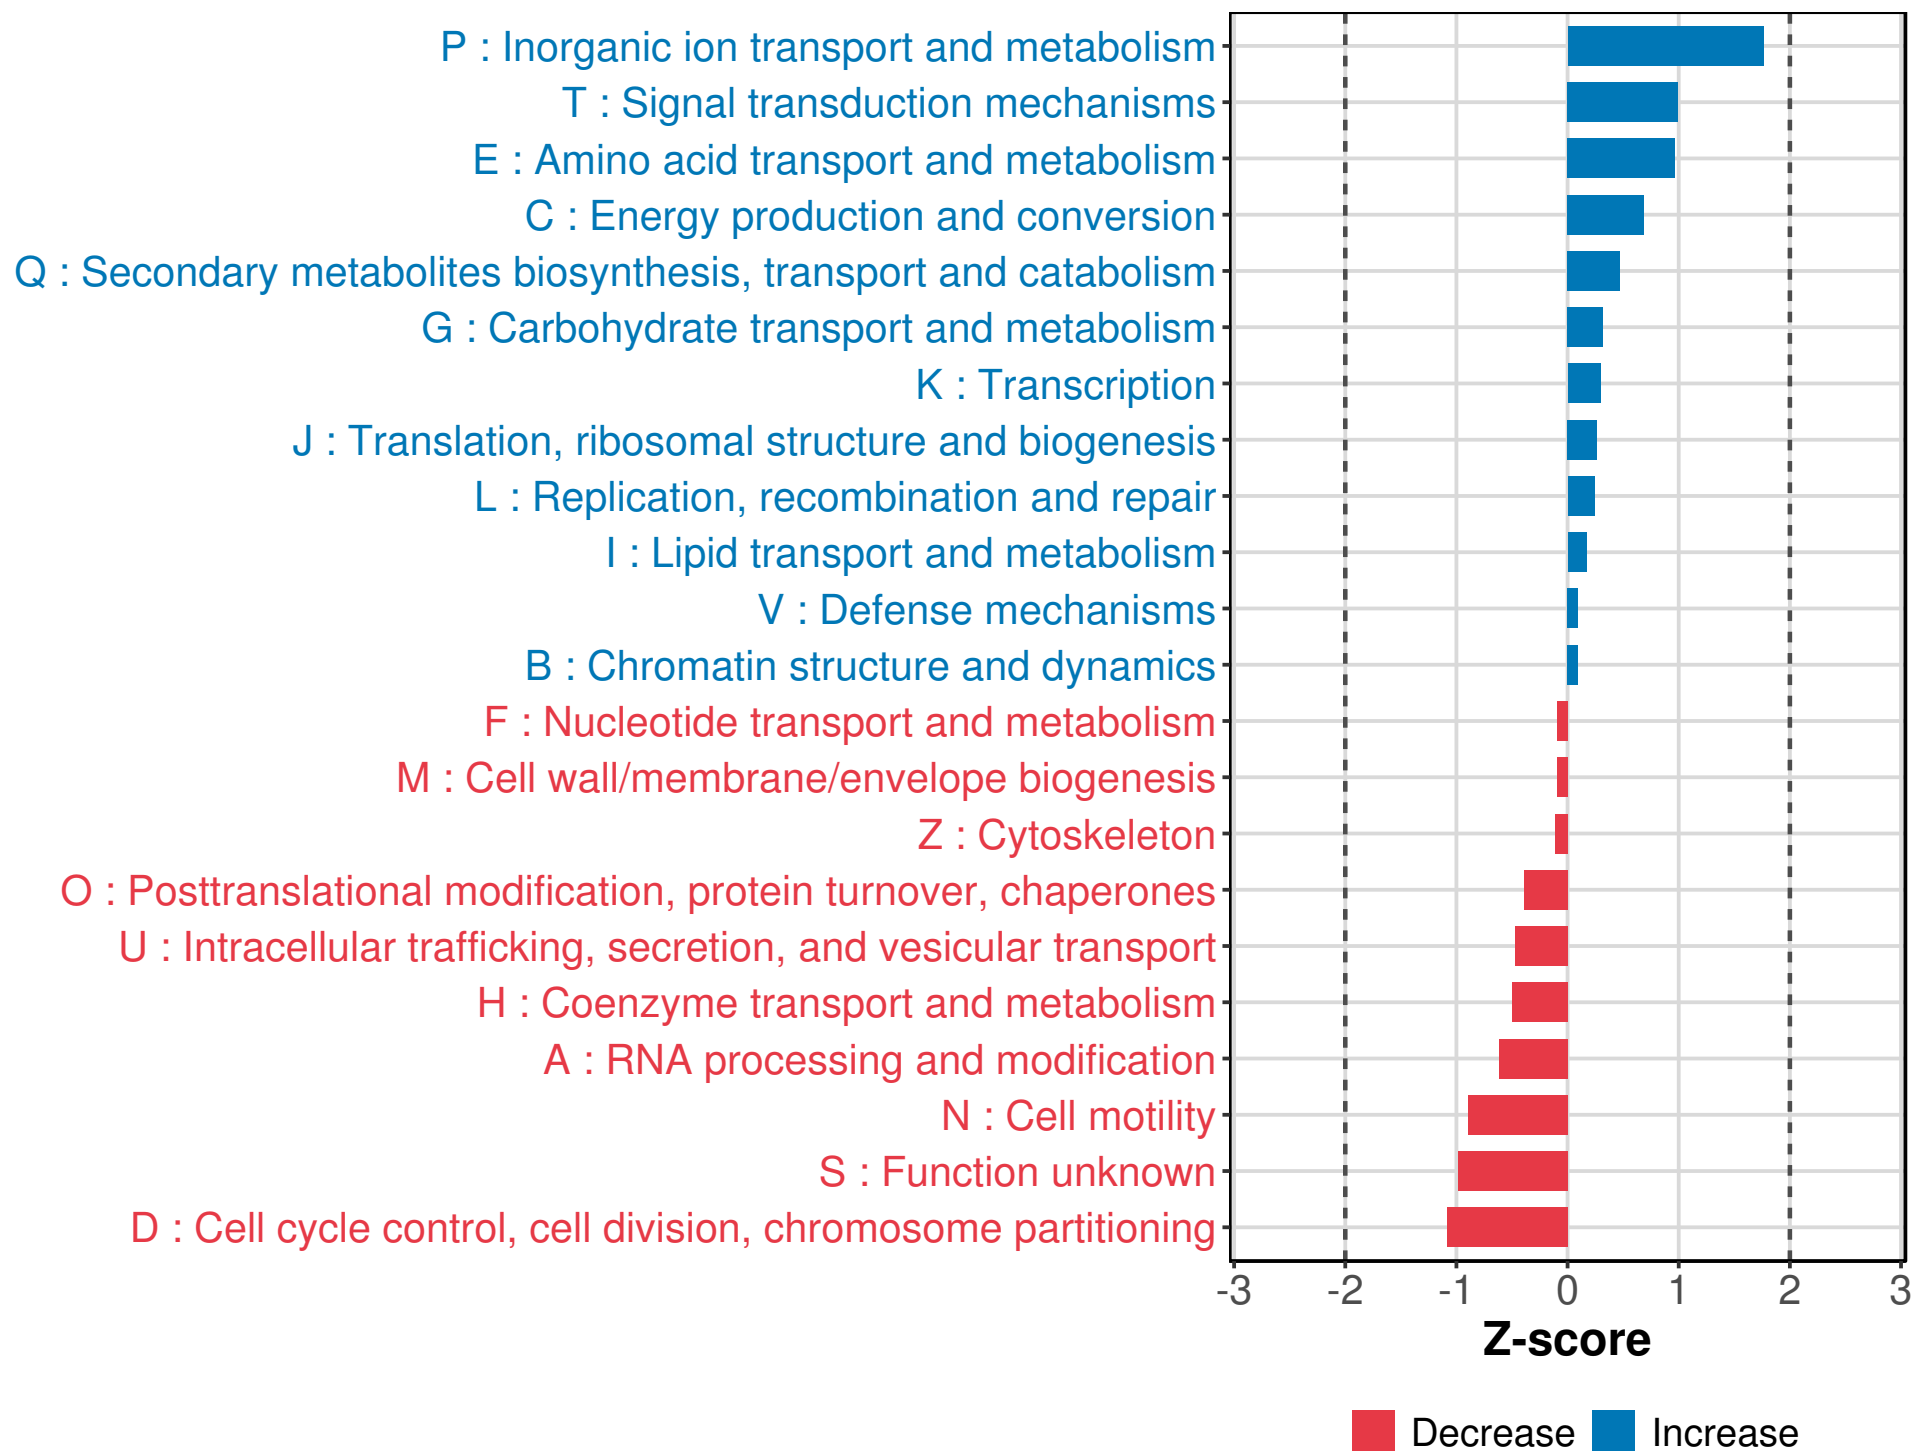 P : Inorganic ion transport and metabolism
T : Signal transduction mechanisms
E : Amino acid transport and metabolism
C : Energy production and conversion
Q : Secondary metabolites biosynthesis, transport and catabolism
G : Carbohydrate transport and metabolism
K : Transcription
J : Translation, ribosomal structure and biogenesis
L : Replication, recombination and repair
I : Lipid transport and metabolism
V : Defense mechanisms
B : Chromatin structure and dynamics
F : Nucleotide transport and metabolism
M : Cell wall/membrane/envelope biogenesis
Z : Cytoskeleton
O : Posttranslational modification, protein turnover, chaperones
U : Intracellular trafficking, secretion, and vesicular transport
H : Coenzyme transport and metabolism
A : RNA processing and modification
N : Cell motility
S : Function unknown
D : Cell cycle control, cell division, chromosome partitioning
-3 -2 -1 0 1 2 3
Z-score
Decrease Increase